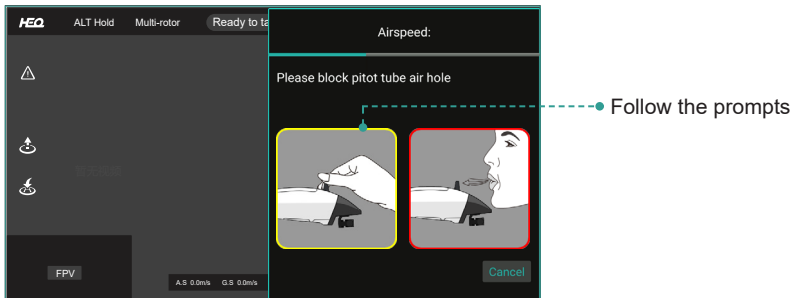 HEQ ALT Hold Multi-rotor Ready to ta
Airspeed:
Please block pitot tube air hole
Follow the prompts
FPV
A.S 0.0m/s G.S 0.0m/s
Cancel